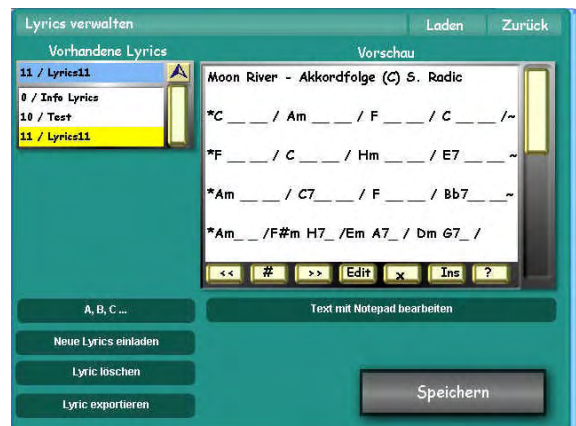 Lyrics verwalten Laden Zurück
Vorhandene Lyrics
11 / Lyrics11
0 / Info Lyrics
10 / Test
11 / Lyrics11
Vorschau
Moon River - Akkordfolge (C) S. Radic
*C __ __ / Am __ __ / F __ __ / C __ __ /~
*F __ __ / C __ __ / Hm __ __ / E7 __ __ ~
*Am __ __ / C7__ __ / F __ __ / Bb7__ __~
*Am_ _ /F#m H7_ /Em A7_ / Dm G7_ /
<< # >> Edit x Ins ?
A, B, C ...
Neue Lyrics einladen
Lyric löschen
Lyric exportieren
Text mit Notepad bearbeiten
Speichern